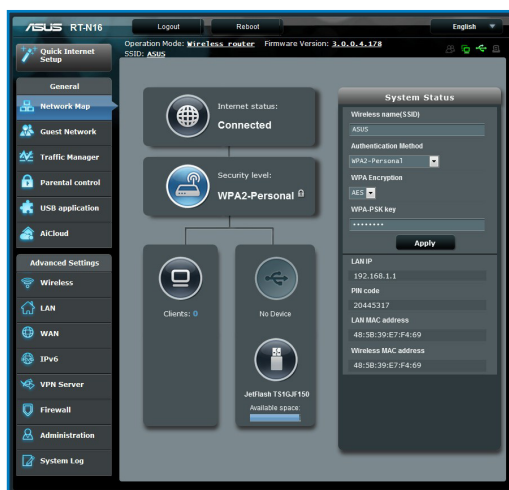 ASUS RT-N16
Logout
Reboot
English
Quick Internet
Setup
Operation Mode: Wireless router Firmware Version: 3.0.0.4.178
SSID: ASUS
General
Network Map
Guest Network
Traffic Manager
Parental control
USB application
AiCloud
Advanced Settings
Wireless
LAN
WAN
IPv6
VPN Server
Firewall
Administration
System Log
Internet status:
Connected
Security level:
WPA2-Personal
Clients: 0
No Device
JetFlash TS1GJF150
Available space:
System Status
Wireless name(SSID)
ASUS
Authentication Method
WPA2-Personal
WPA Encryption
AES
WPA-PSK key
••••••••
Apply
LAN IP
192.168.1.1
PIN code
20445317
LAN MAC address
48:5B:39:E7:F4:69
Wireless MAC address
48:5B:39:E7:F4:69